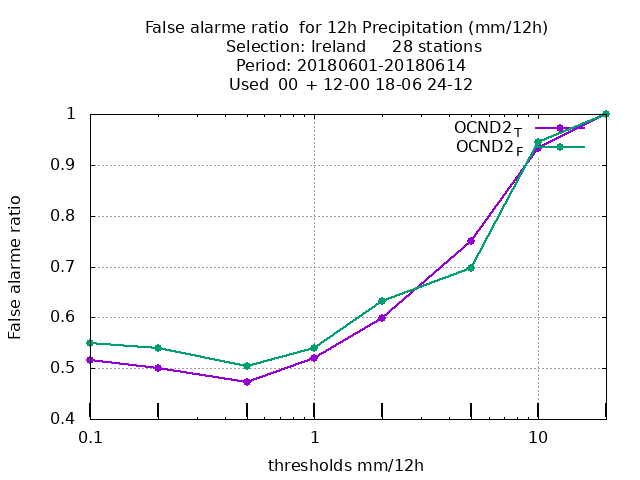 False alarme ratio  for 12h Precipitation (mm/12h)
Selection: Ireland     28 stations
Period: 20180601-20180614
Used  00 + 12-00 18-06 24-12
OCND2T
OCND2F
1
0.9
0.8
0.7
0.6
0.5
0.4
False alarme ratio
0.1
1
10
thresholds mm/12h